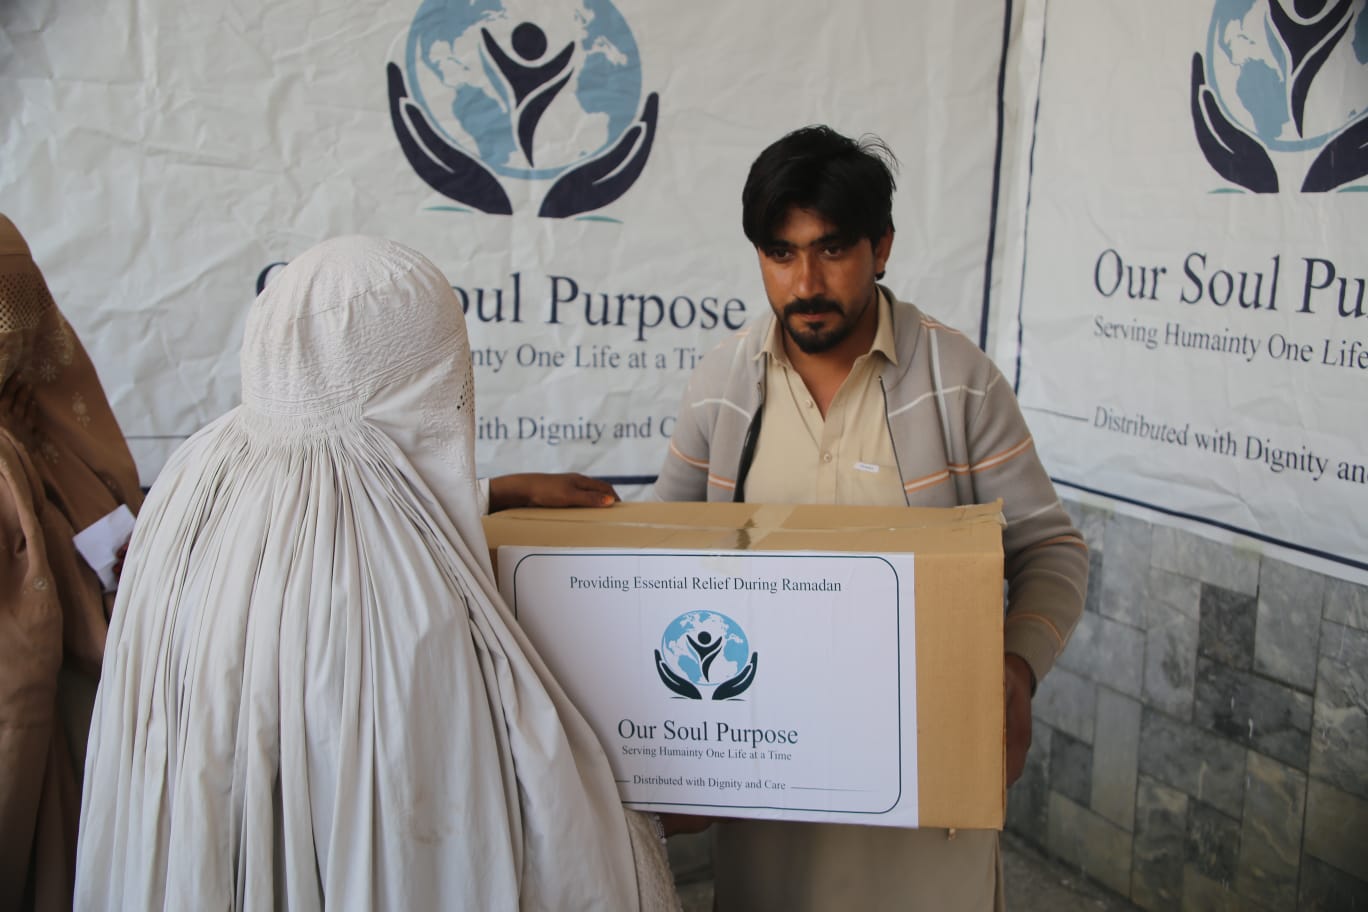 oul Purpose
nty One Life at a Ti
ith Dignity and C
Our Soul Pu
Serving Humainty One Life
Distributed with Dignity an
Providing Essential Relief During Ramadan
Our Soul Purpose
Serving Humainty One Life at a Time
Distributed with Dignity and Care